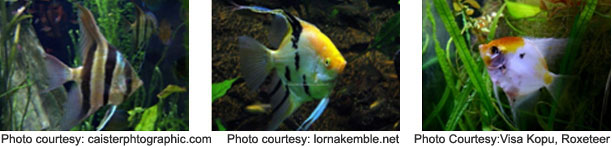 Photo courtesy: caisterphtographic.com
Photo courtesy: lornakemble.net
Photo Courtesy:Visa Kopu, Roxeteer